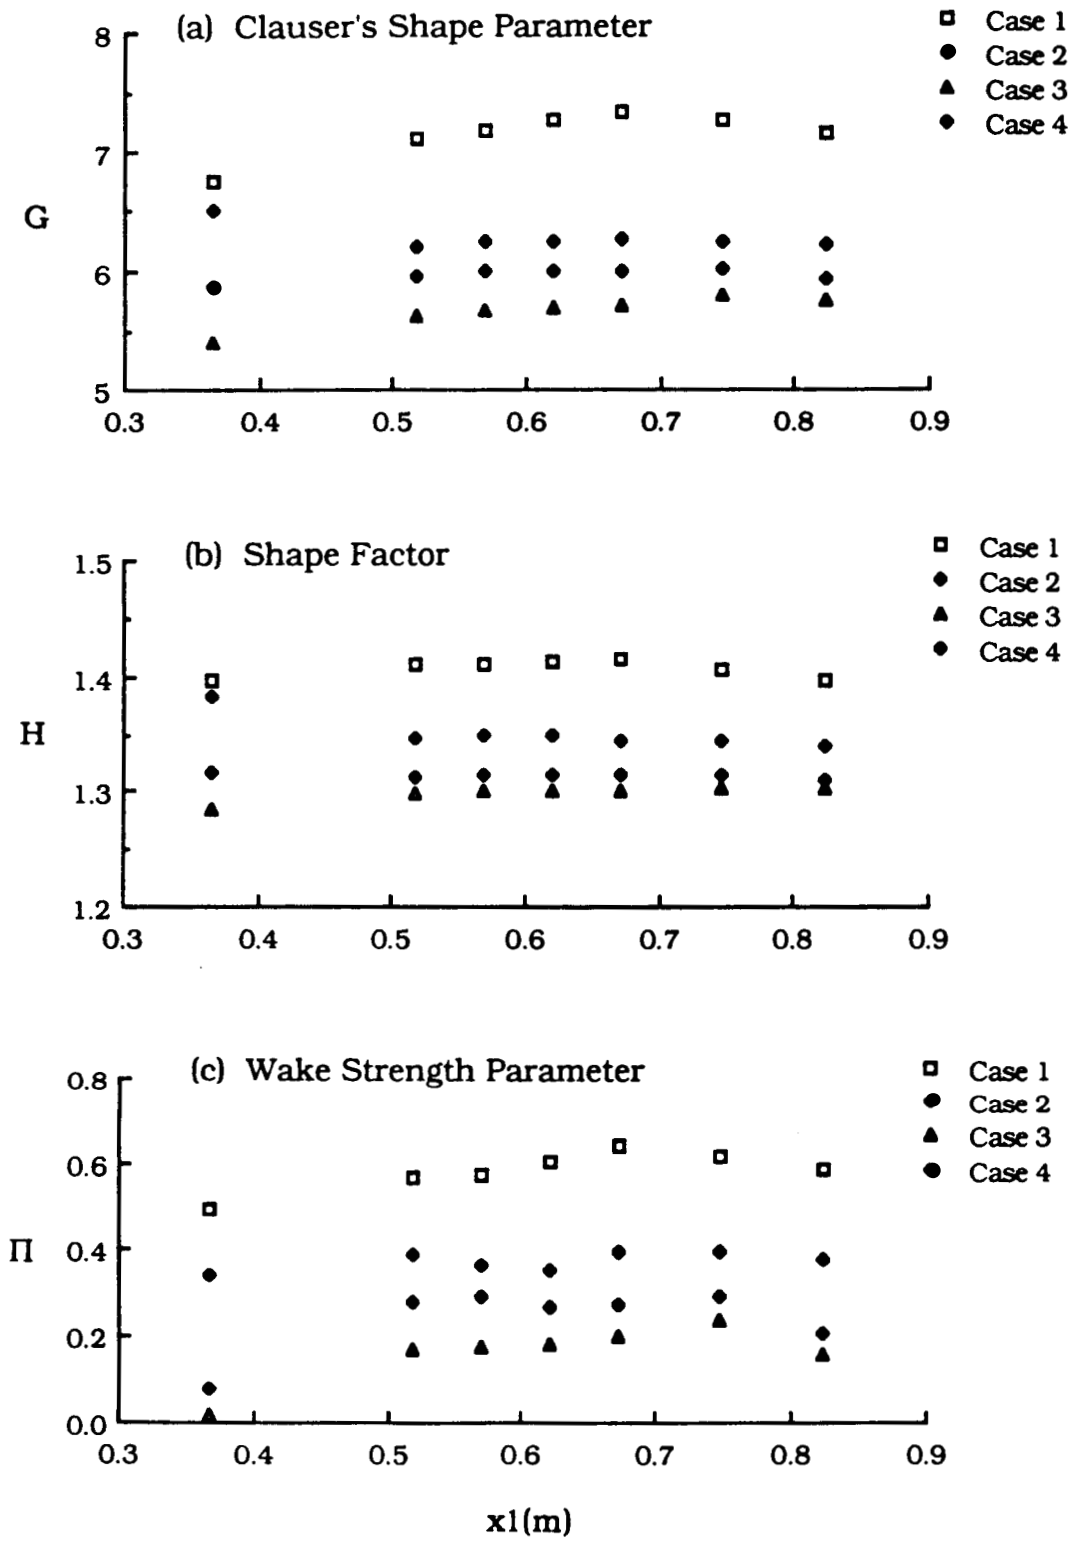 (a) Clauser's Shape Parameter
Case 1
Case 2
Case 3
Case 4
8
7
6
5
G
0.3 0.4 0.5 0.6 0.7 0.8 0.9
(b) Shape Factor
Case 1
Case 2
Case 3
Case 4
1.5
1.4
1.3
1.2
H
0.3 0.4 0.5 0.6 0.7 0.8 0.9
(c) Wake Strength Parameter
Case 1
Case 2
Case 3
Case 4
0.8
0.6
0.4
0.2
0.0
Π
0.3 0.4 0.5 0.6 0.7 0.8 0.9
x1(m)